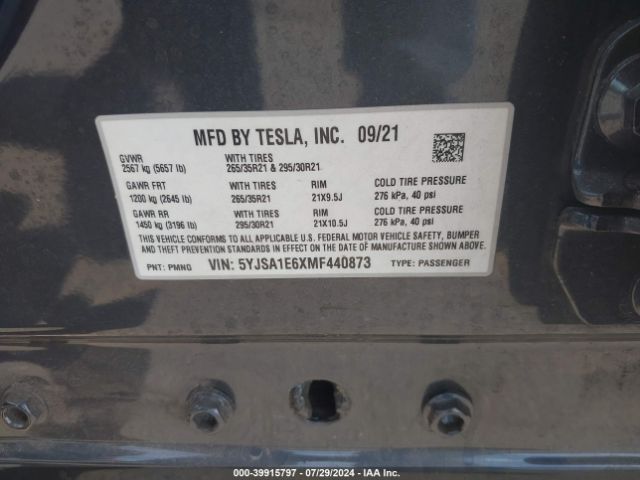 MFD BY TESLA, INC. 09/21
GVWR
2567 kg (5657 lb)
WITH TIRES
265/35R21 & 295/30R21
GAWR FRT
1200 kg (2645 lb)
WITH TIRES
265/35R21
RIM
21X9.5J
COLD TIRE PRESSURE
276 kPa, 40 psi
GAWR RR
1450 kg (3196 lb)
WITH TIRES
295/30R21
RIM
21X10.5J
COLD TIRE PRESSURE
276 kPa, 40 psi
THIS VEHICLE CONFORMS TO ALL APPLICABLE U.S. FEDERAL MOTOR VEHICLE SAFETY, BUMPER
AND THEFT PREVENTION STANDARDS IN EFFECT ON THE DATE OF MANUFACTURE SHOWN ABOVE.
PNT: PMNG VIN: 5YJSA1E6XMF440873 TYPE: PASSENGER
000-39915797 - 07/29/2024 - IAA Inc.